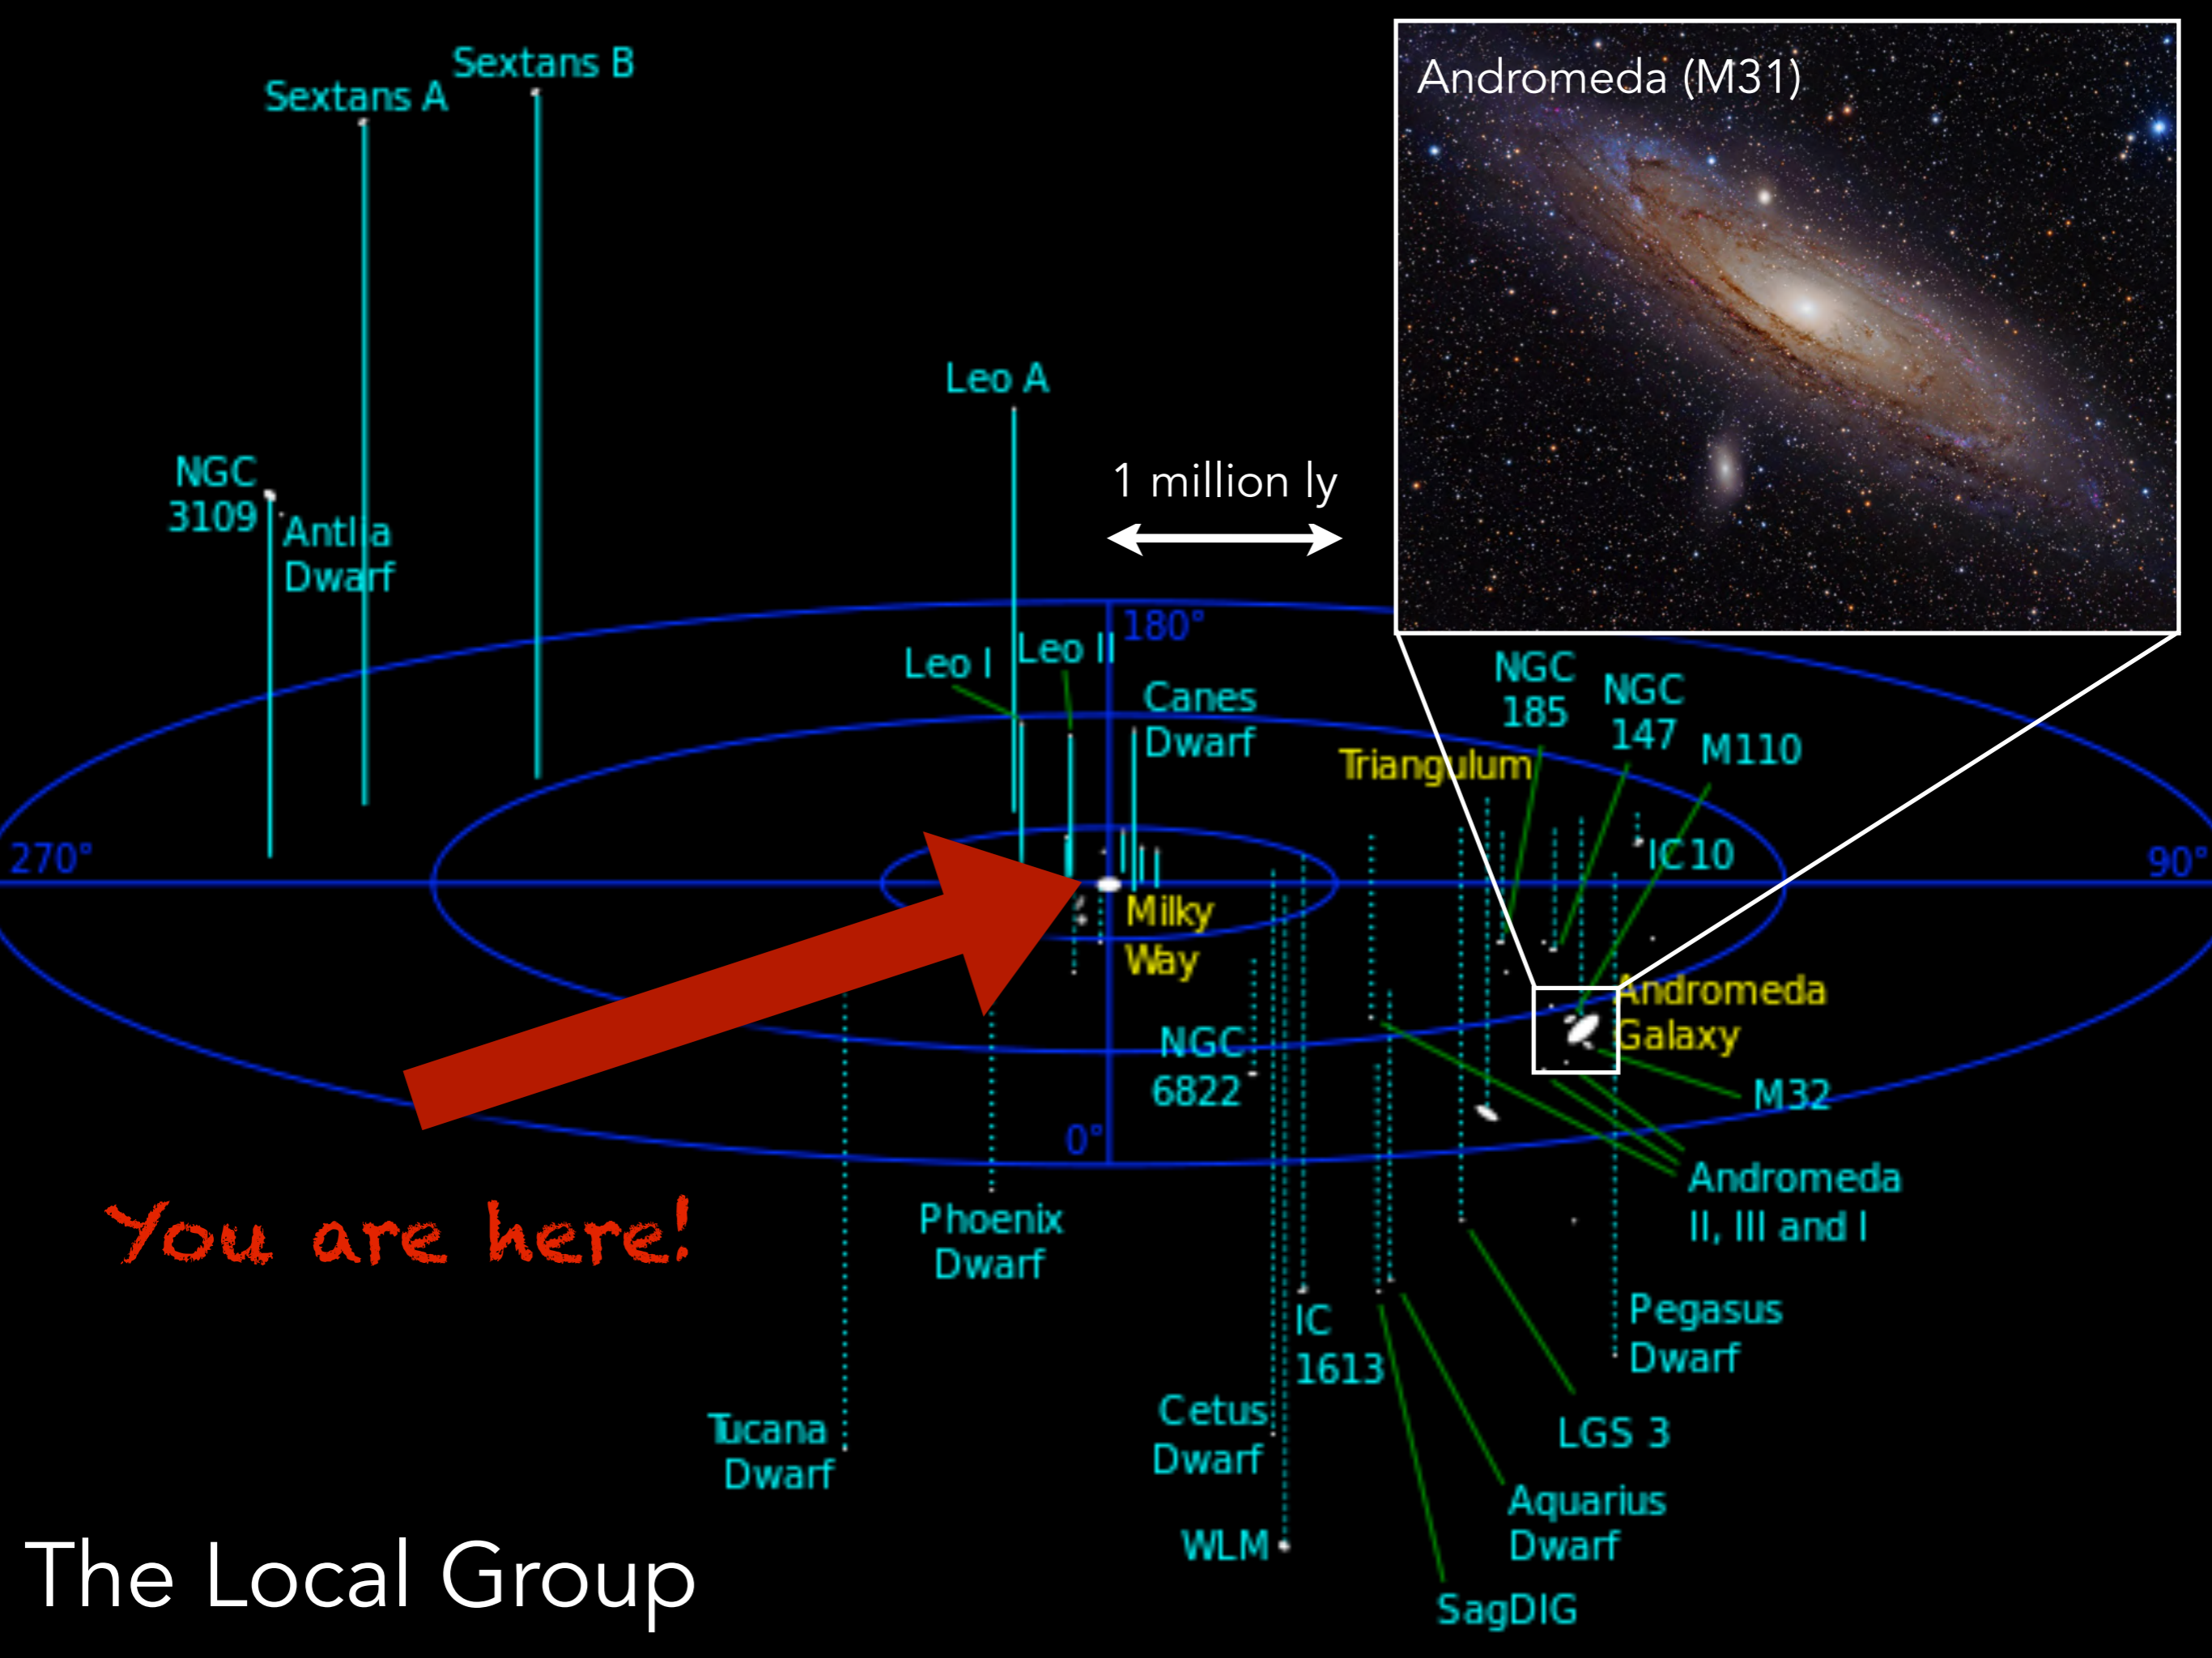 Sextans B
Sextans A
Andromeda (M31)
Leo A
NGC
3109
Antlia
Dwarf
1 million ly
180°
Leo I
Leo II
Canes
Dwarf
NGC
185
NGC
147
M110
Triangulum
270°
IC 10
90°
Milky
Way
Andromeda
Galaxy
NGC
6822
M32
0°
Andromeda
II, III and I
You are here!
Phoenix
Dwarf
IC
1613
Pegasus
Dwarf
Tucana
Dwarf
Cetus
Dwarf
LGS 3
Aquarius
Dwarf
WLM
SagDIG
The Local Group